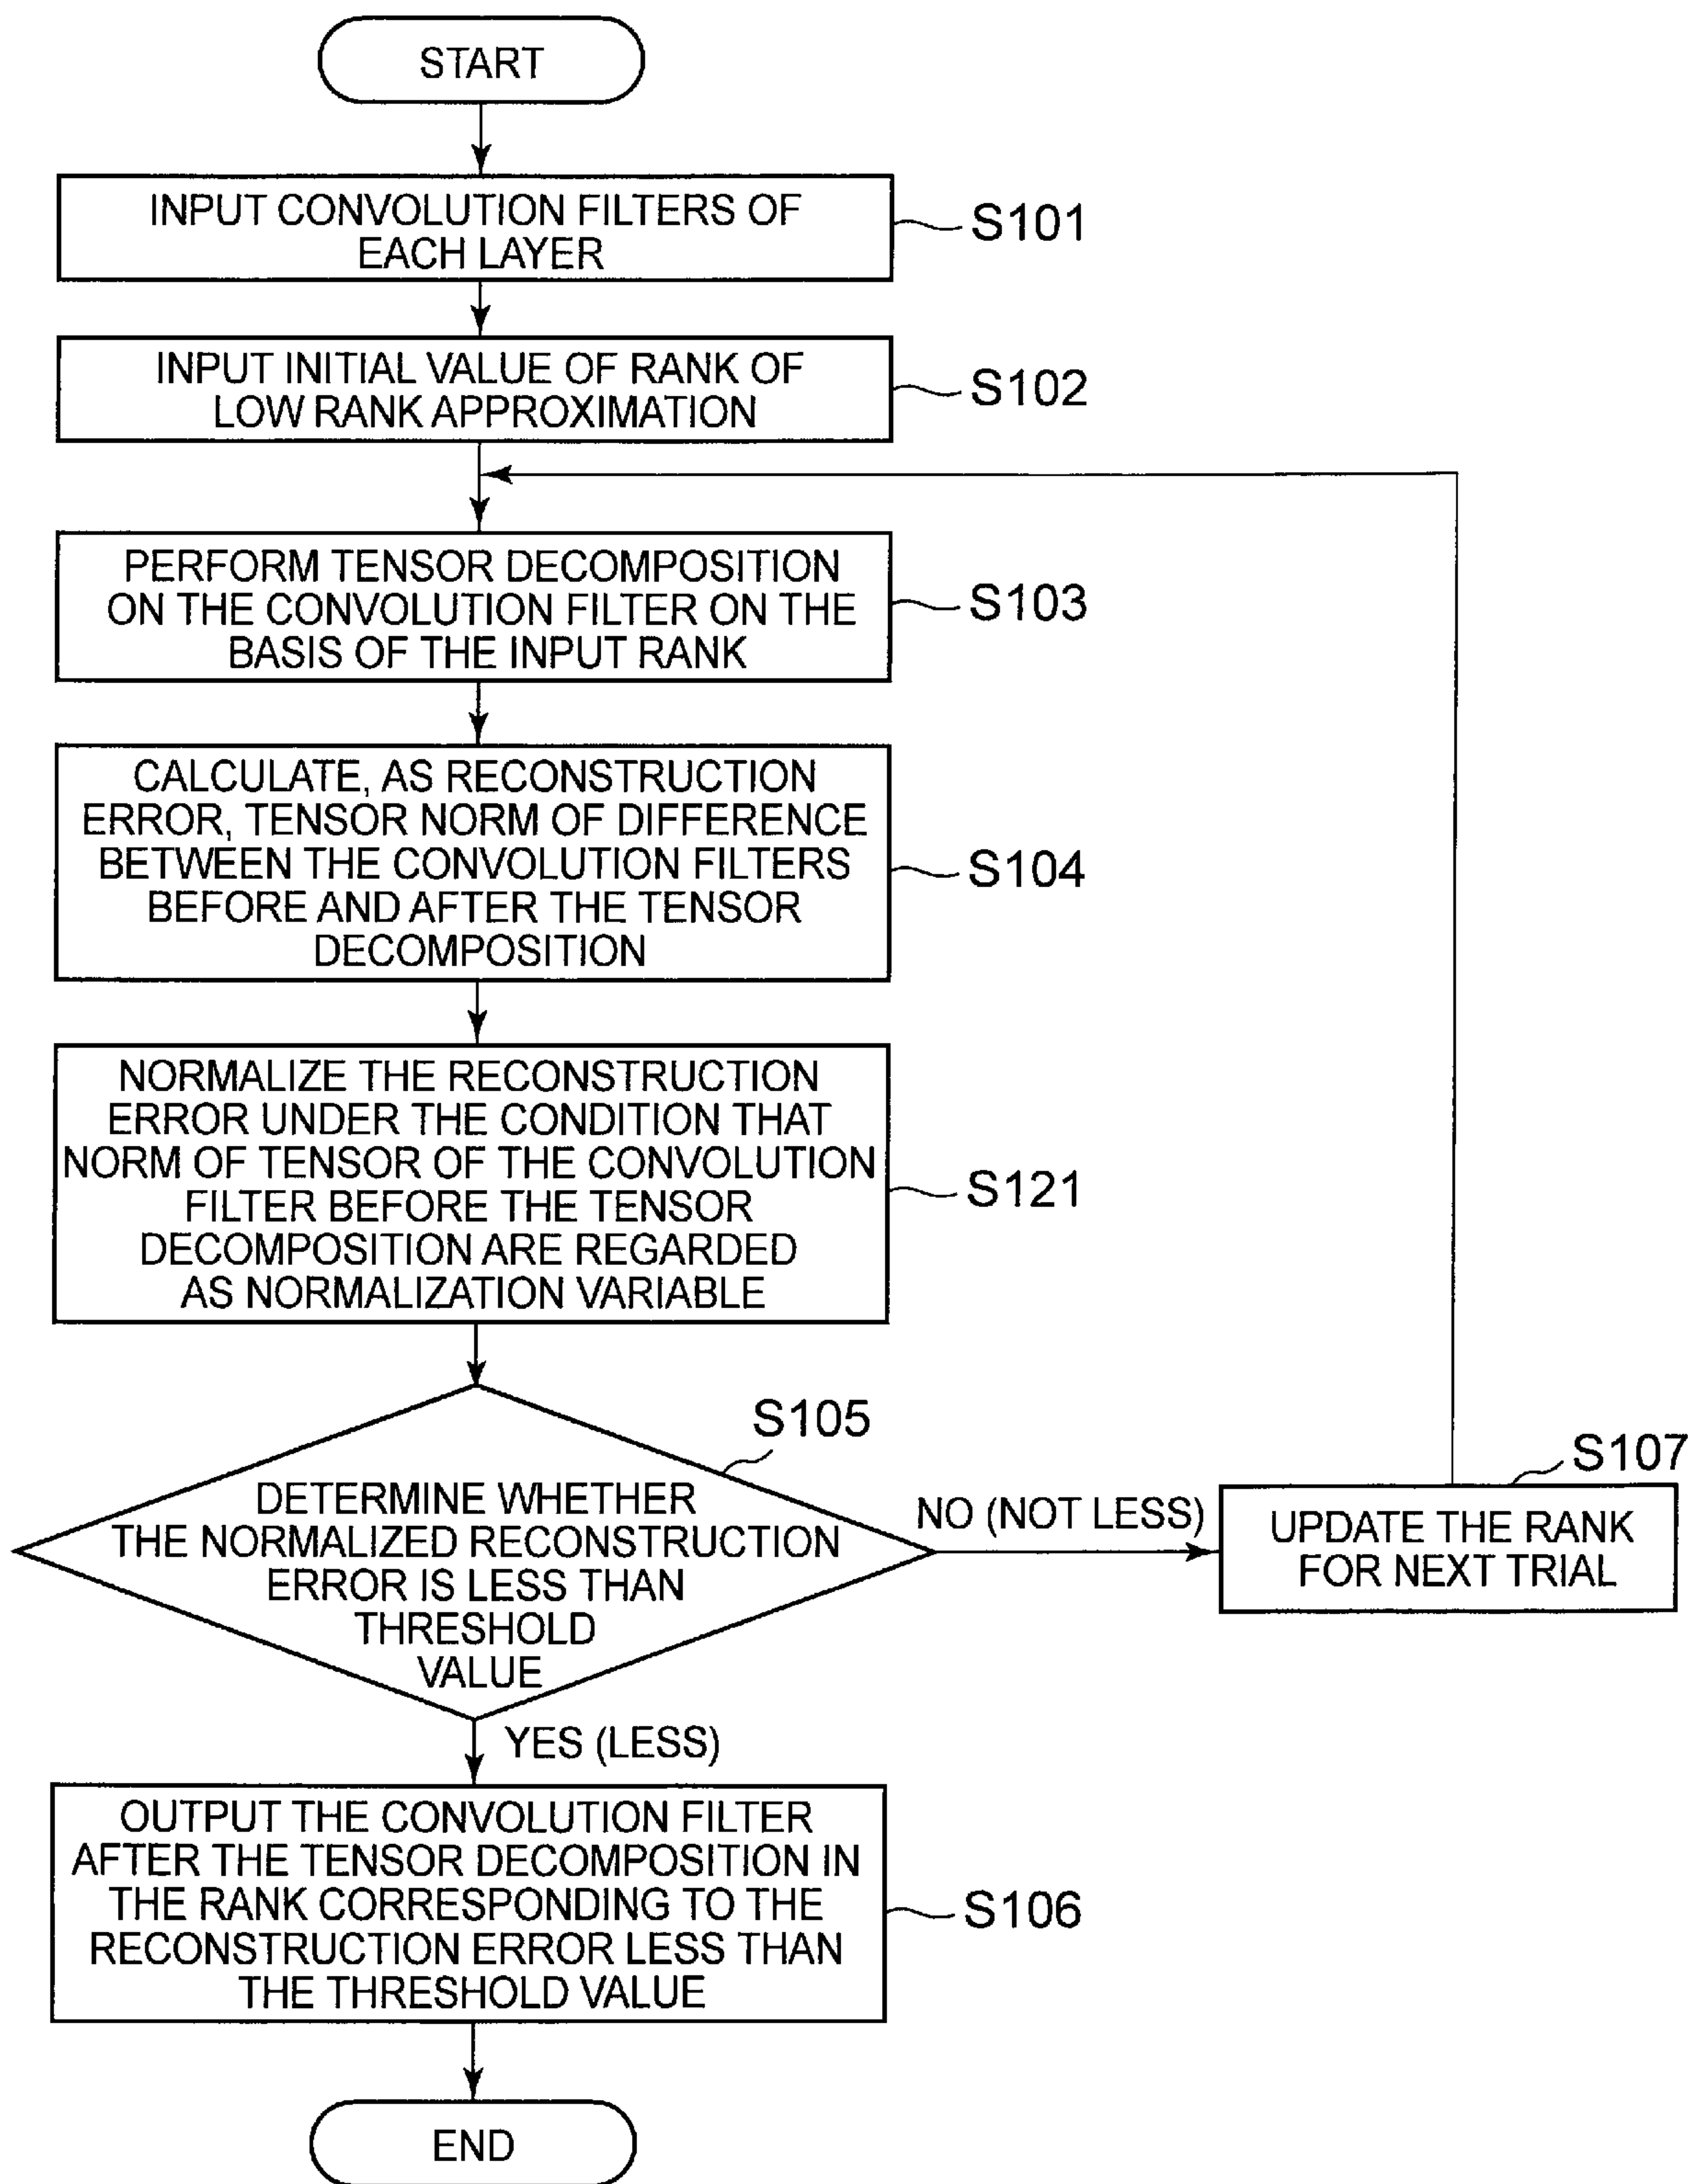 START
INPUT CONVOLUTION FILTERS OF
EACH LAYER
S101
INPUT INITIAL VALUE OF RANK OF
LOW RANK APPROXIMATION
S102
PERFORM TENSOR DECOMPOSITION
ON THE CONVOLUTION FILTER ON THE
BASIS OF THE INPUT RANK
S103
CALCULATE, AS RECONSTRUCTION
ERROR, TENSOR NORM OF DIFFERENCE
BETWEEN THE CONVOLUTION FILTERS
BEFORE AND AFTER THE TENSOR
DECOMPOSITION
S104
NORMALIZE THE RECONSTRUCTION
ERROR UNDER THE CONDITION THAT
NORM OF TENSOR OF THE CONVOLUTION
FILTER BEFORE THE TENSOR
DECOMPOSITION ARE REGARDED
AS NORMALIZATION VARIABLE
S121
S105
DETERMINE WHETHER
THE NORMALIZED RECONSTRUCTION
ERROR IS LESS THAN
THRESHOLD
VALUE
NO (NOT LESS)
S107
UPDATE THE RANK
FOR NEXT TRIAL
YES (LESS)
OUTPUT THE CONVOLUTION FILTER
AFTER THE TENSOR DECOMPOSITION IN
THE RANK CORRESPONDING TO THE
RECONSTRUCTION ERROR LESS THAN
THE THRESHOLD VALUE
S106
END